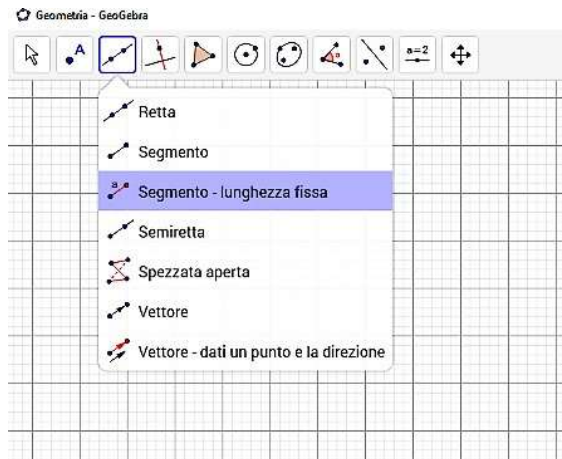 Geometria - GeoGebra
A
a=2
Retta
Segmento
a
Segmento - lunghezza fissa
Semiretta
Spezzata aperta
Vettore
Vettore - dati un punto e la direzione